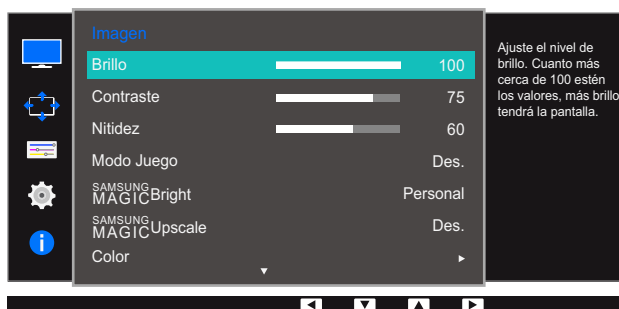 Imagen
Brillo 100
Contraste 75
Nitidez 60
Modo Juego Des.
SAMSUNG
MAGICBright Personal
SAMSUNG
MAGICUpscale Des.
Color
Ajuste el nivel de
brillo. Cuanto más
cerca de 100 estén
los valores, más brillo
tendrá la pantalla.